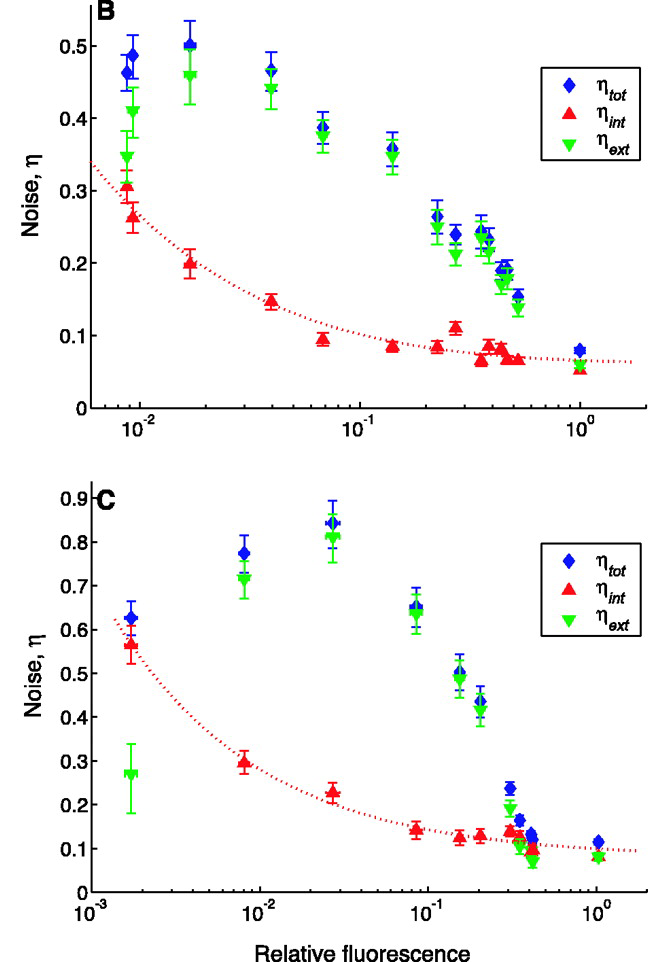 B
0.5
0.4
0.3
0.2
0.1
0
Noise, η
η_tot
η_int
η_ext
10^-2
10^-1
10^0
C
0.9
0.8
0.7
0.6
0.5
0.4
0.3
0.2
0.1
0
Noise, η
η_tot
η_int
η_ext
10^-3
10^-2
10^-1
10^0
Relative fluorescence